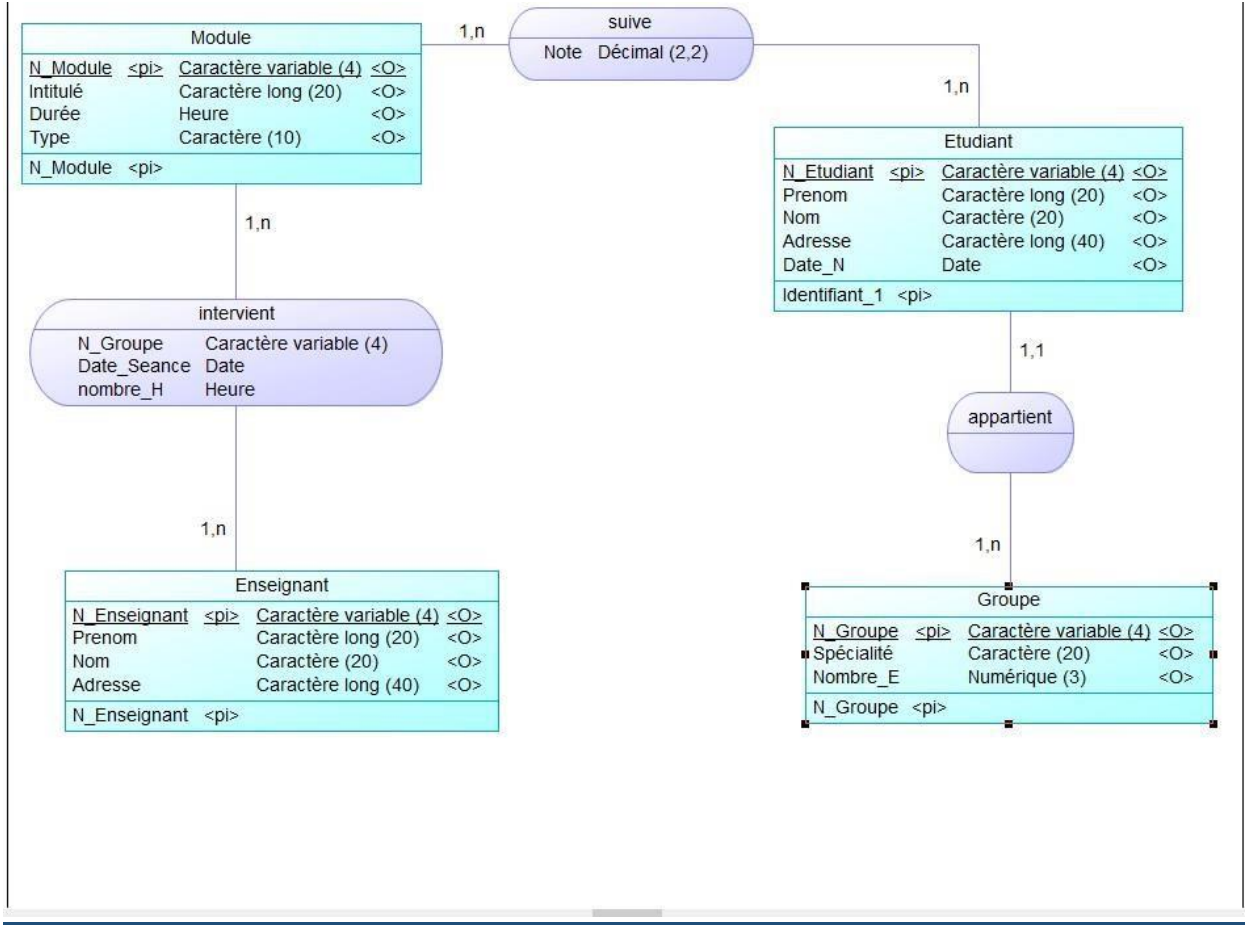 Module
N_Module <pi> Caractère variable (4) <O>
Intitulé Caractère long (20) <O>
Durée Heure <O>
Type Caractère (10) <O>
N_Module <pi>
1,n
suive
Note Décimal (2,2)
1,n
Etudiant
N_Etudiant <pi> Caractère variable (4) <O>
Prenom Caractère long (20) <O>
Nom Caractère (20) <O>
Adresse Caractère long (40) <O>
Date_N Date <O>
Identifiant_1 <pi>
1,n
intervient
N_Groupe Caractère variable (4)
Date_Seance Date
nombre_H Heure
1,1
appartient
1,n
Enseignant
N_Enseignant <pi> Caractère variable (4) <O>
Prenom Caractère long (20) <O>
Nom Caractère (20) <O>
Adresse Caractère long (40) <O>
N_Enseignant <pi>
1,n
Groupe
N_Groupe <pi> Caractère variable (4) <O>
Spécialité Caractère (20) <O>
Nombre_E Numérique (3) <O>
N_Groupe <pi>